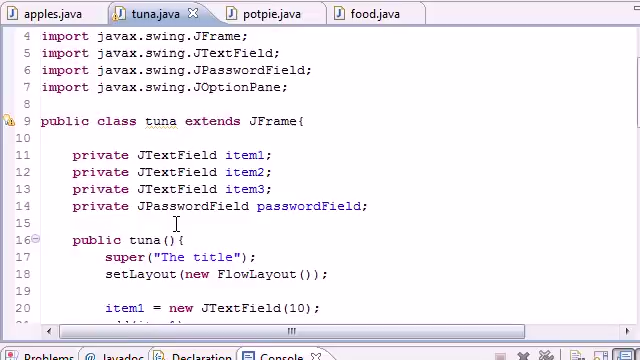 apples.java tuna.java potpie.java food.java
4 import javax.swing.JFrame;
5 import javax.swing.JTextField;
6 import javax.swing.JPasswordField;
7 import javax.swing.JOptionPane;
8
9 public class tuna extends JFrame{
10
11 private JTextField item1;
12 private JTextField item2;
13 private JTextField item3;
14 private JPasswordField passwordField;
15
16 public tuna(){
17 super("The title");
18 setLayout(new FlowLayout());
19
20 item1 = new JTextField(10);
Problems Javadoc Declaration Console